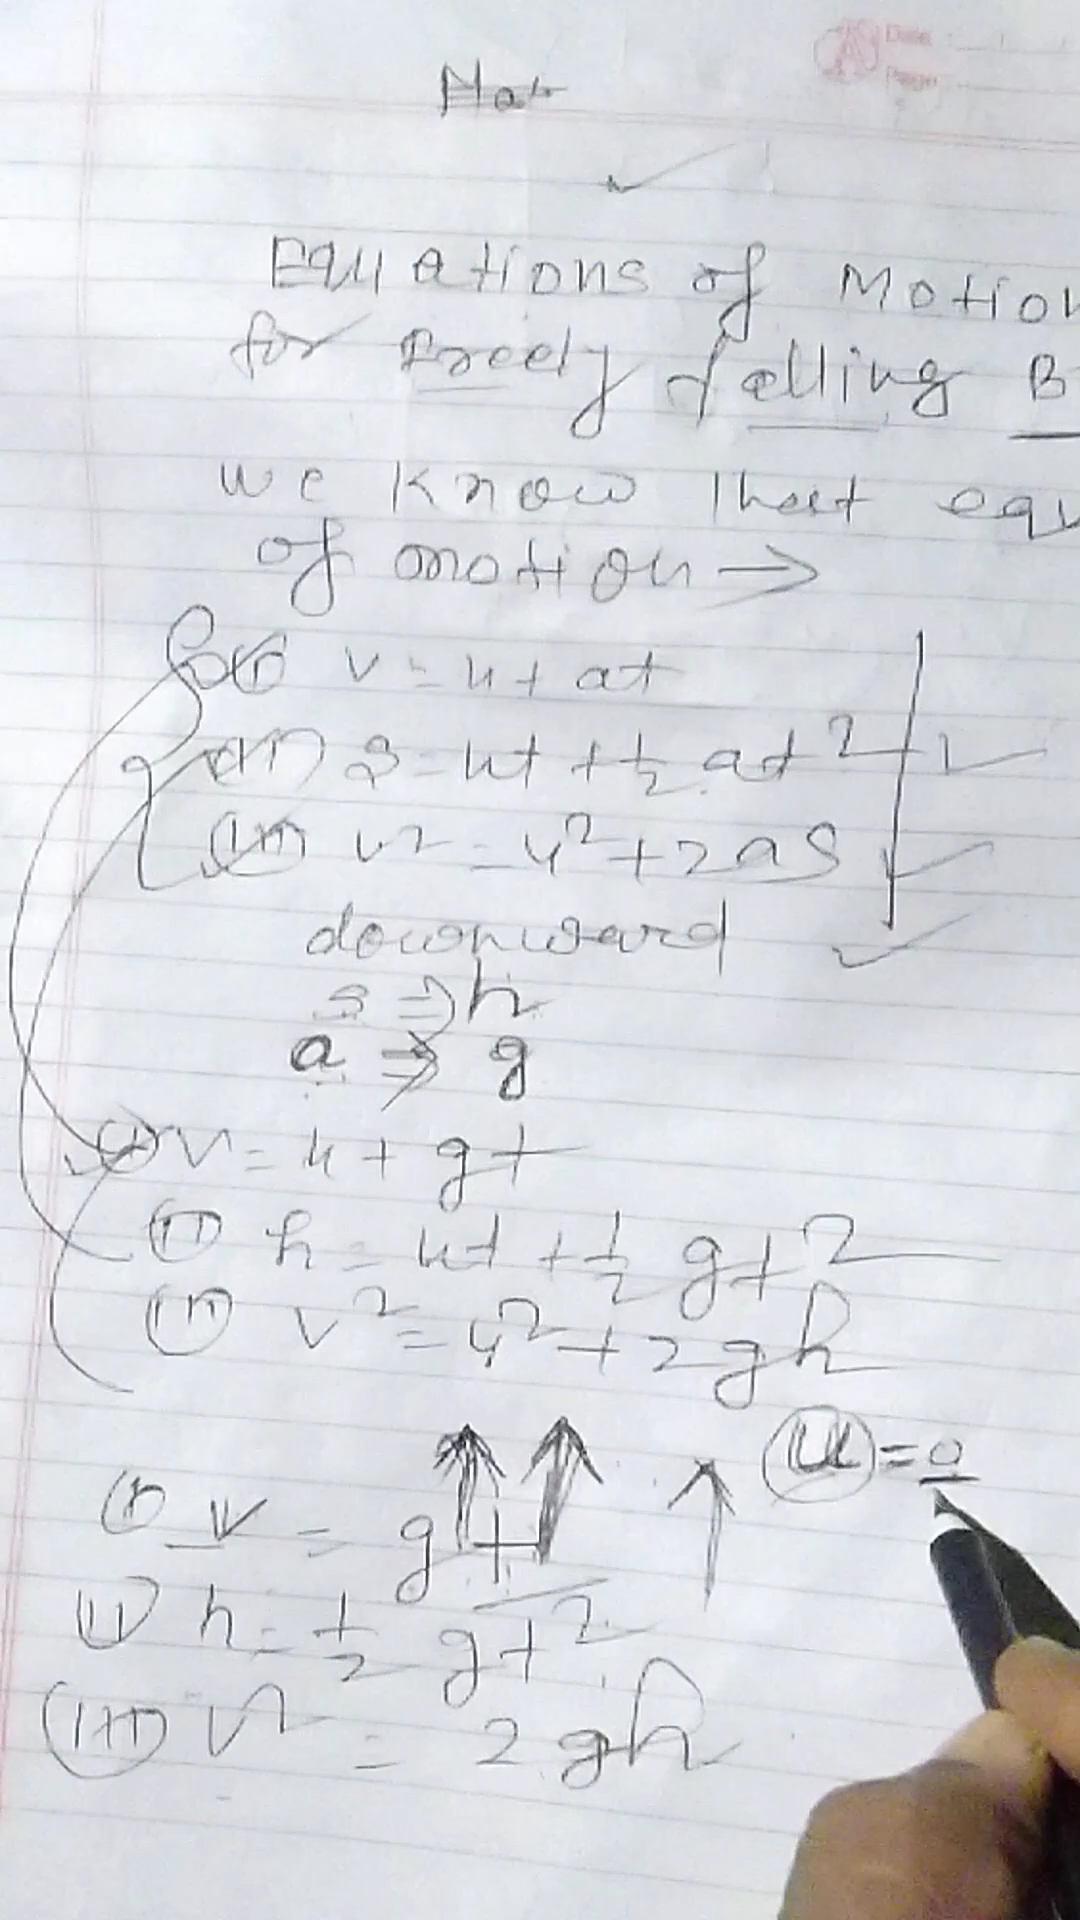 Date
Page
Equations of Motion
for freely falling B
we know that equ
of motion →
(i) v = u + at
(ii) S = ut + 1/2 at²
(iii) v² = u² + 2as
downward
s ⇒ h
a ⇒ g
(i) v = u + gt
(ii) h = ut + 1/2 gt²
(iii) v² = u² + 2gh
u = 0
(i) v = gt
(ii) h = 1/2 gt²
(iii) v² = 2gh